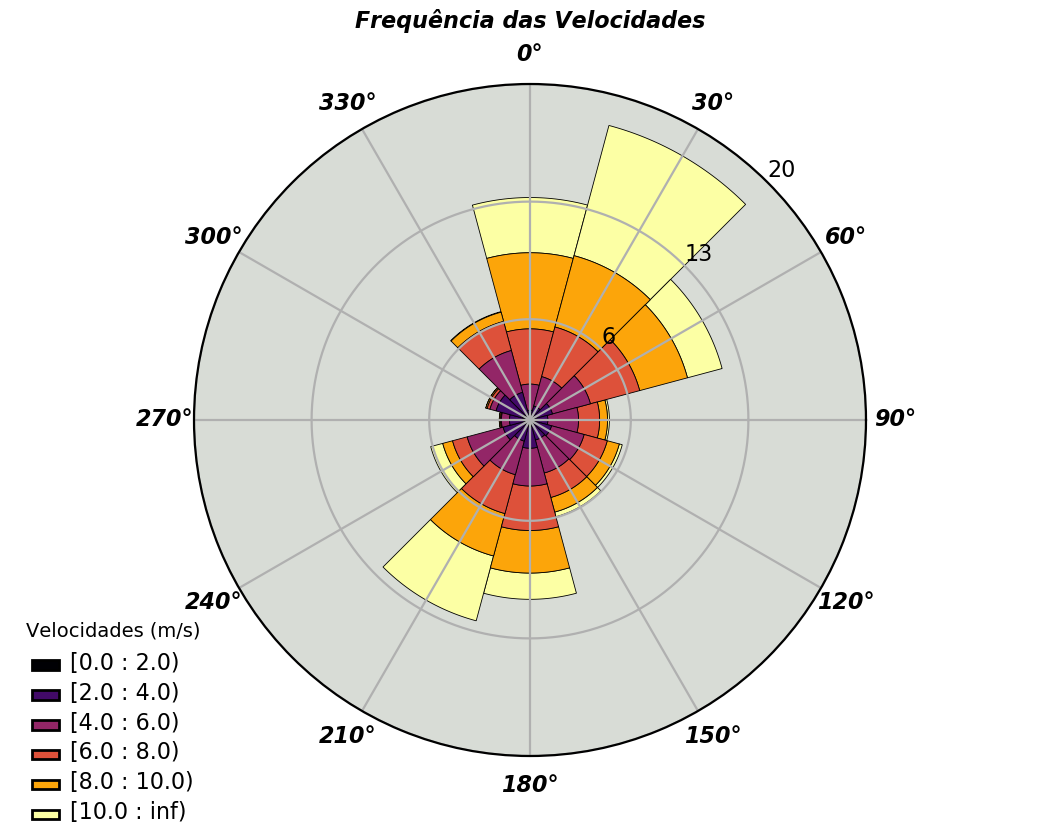 Frequência das Velocidades
0°
330°
30°
20
300°
60°
13
6
270°
90°
240°
120°
210°
150°
180°
Velocidades (m/s)
[0.0 : 2.0)
[2.0 : 4.0)
[4.0 : 6.0)
[6.0 : 8.0)
[8.0 : 10.0)
[10.0 : inf)